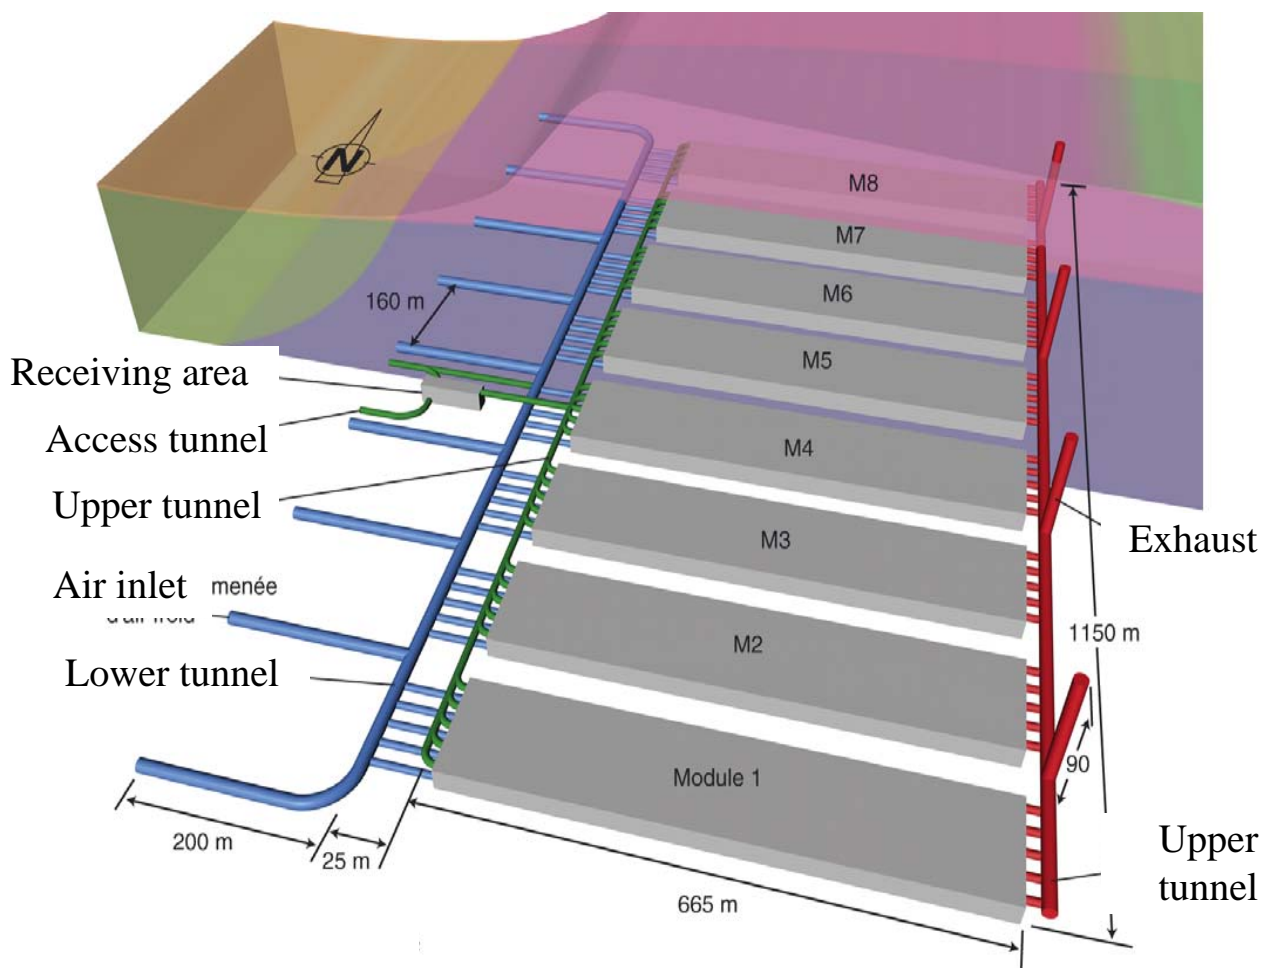 N
M8
M7
M6
160 m
M5
Receiving area
Access tunnel
M4
Upper tunnel
M3
Exhaust
Air inlet menée
M2
1150 m
Lower tunnel
Module 1
90
200 m
25 m
665 m
Upper
tunnel